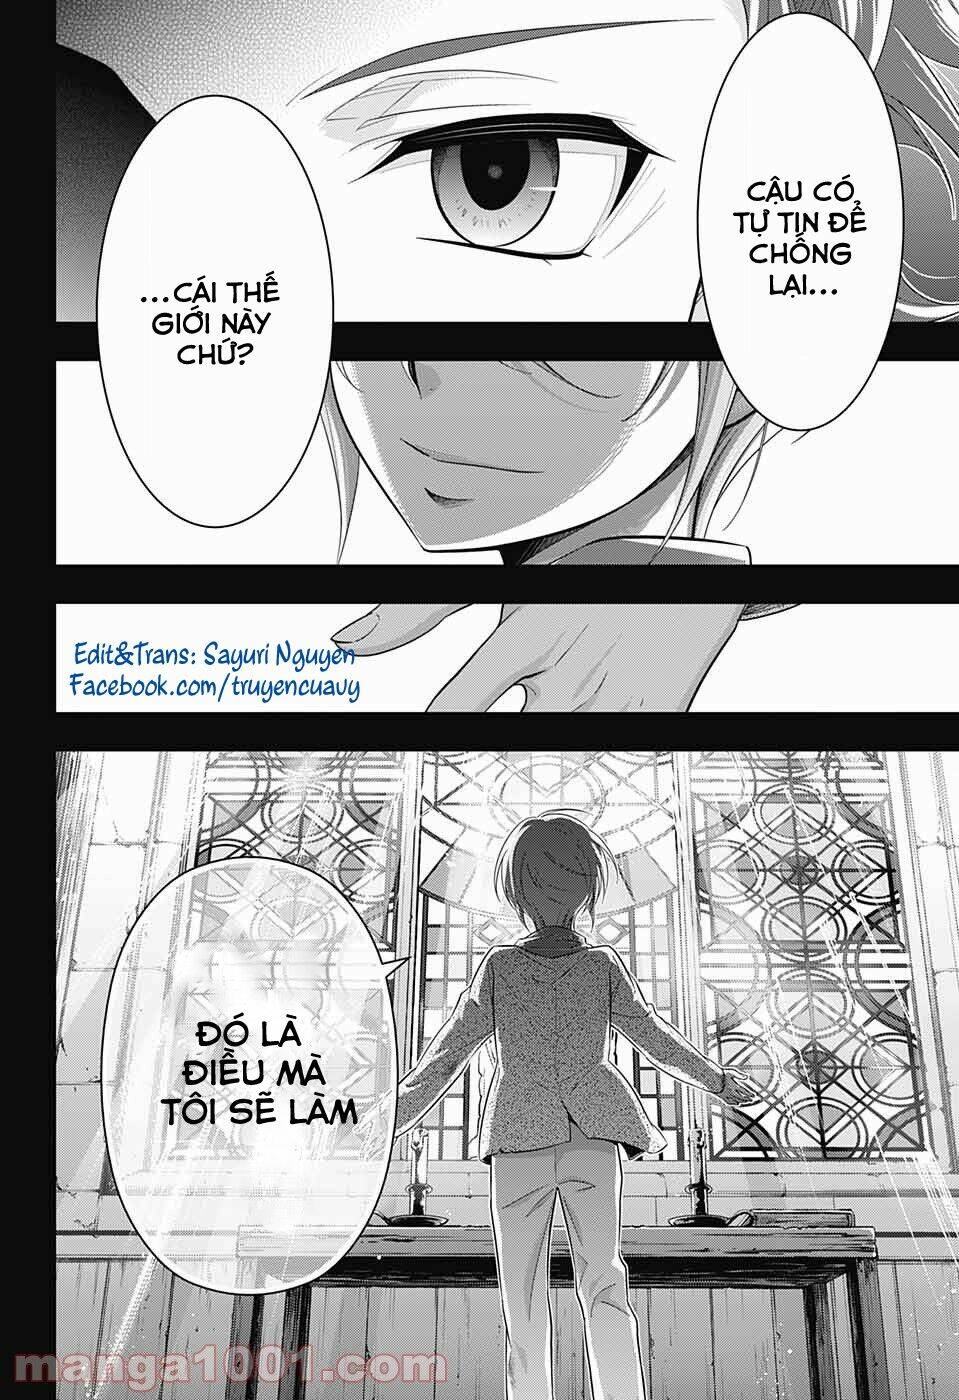 CẬU CÓ
TỰ TIN ĐỂ
CHỐNG
LẠI...
...CÁI THẾ
GIỚI NÀY
CHỨ?
Edit&Trans: Sayuri Nguyen
Facebook.com/truyencuavy
ĐÓ LÀ
ĐIỀU MÀ
TÔI SẼ LÀM
manga1001.com